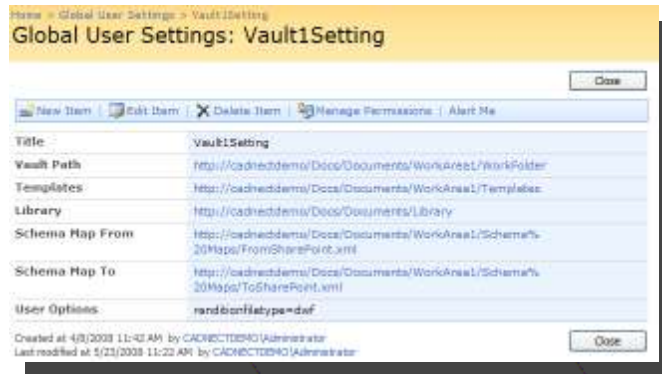 Home > Global User Settings > Vault1Setting
Global User Settings: Vault1Setting
Close
New Item | Edit Item | Delete Item | Manage Permissions | Alert Me
Title Vault1Setting
Vault Path http://cadnectdemo/Docs/Documents/WorkArea1/WorkFolder
Templates http://cadnectdemo/Docs/Documents/WorkArea1/Templates
Library http://cadnectdemo/Docs/Documents/Library
Schema Map From http://cadnectdemo/Docs/Documents/WorkArea1/Schema%
20Maps/FromSharePoint.xml
Schema Map To http://cadnectdemo/Docs/Documents/WorkArea1/Schema%
20Maps/ToSharePoint.xml
User Options renditionfiletype=dwf
Created at 4/8/2008 11:42 AM by CADNECTDEMO\Administrator
Close
Last modified at 5/23/2008 11:22 AM by CADNECTDEMO\Administrator